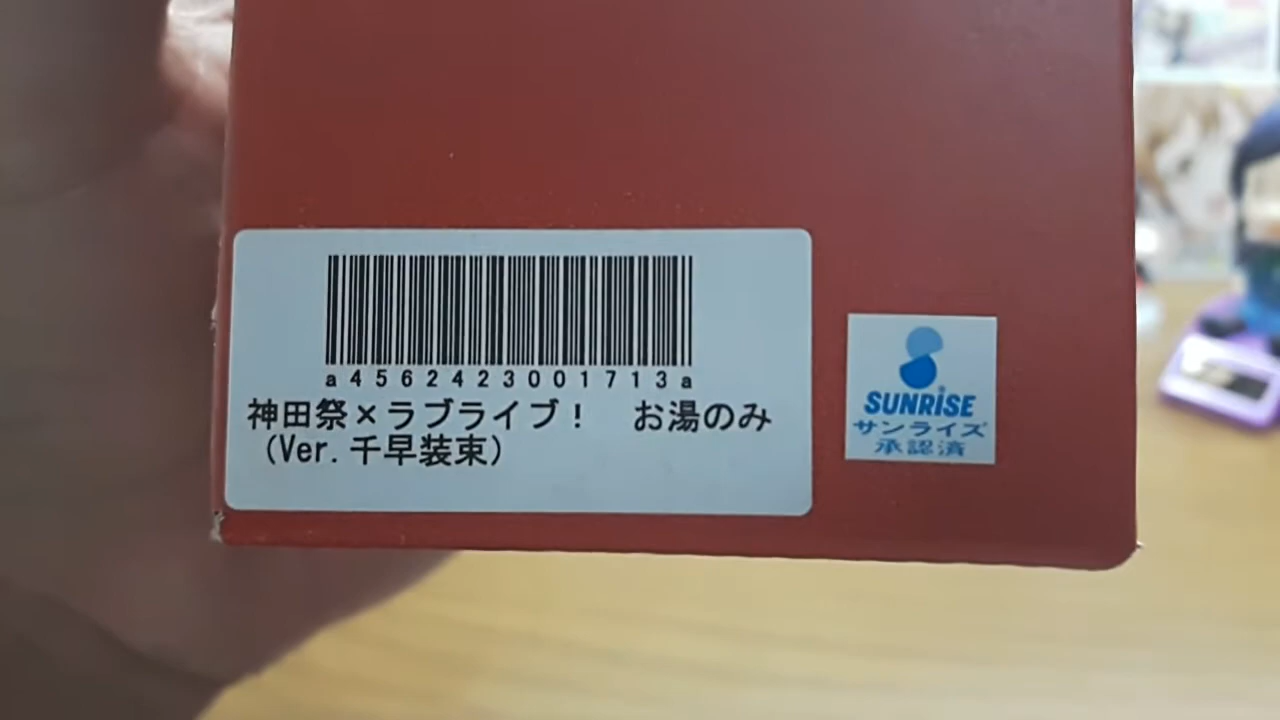 a4562423001713a
神田祭×ラブライブ！　お湯のみ
（Ver.千早装束）
SUNRISE
サンライズ
承認済